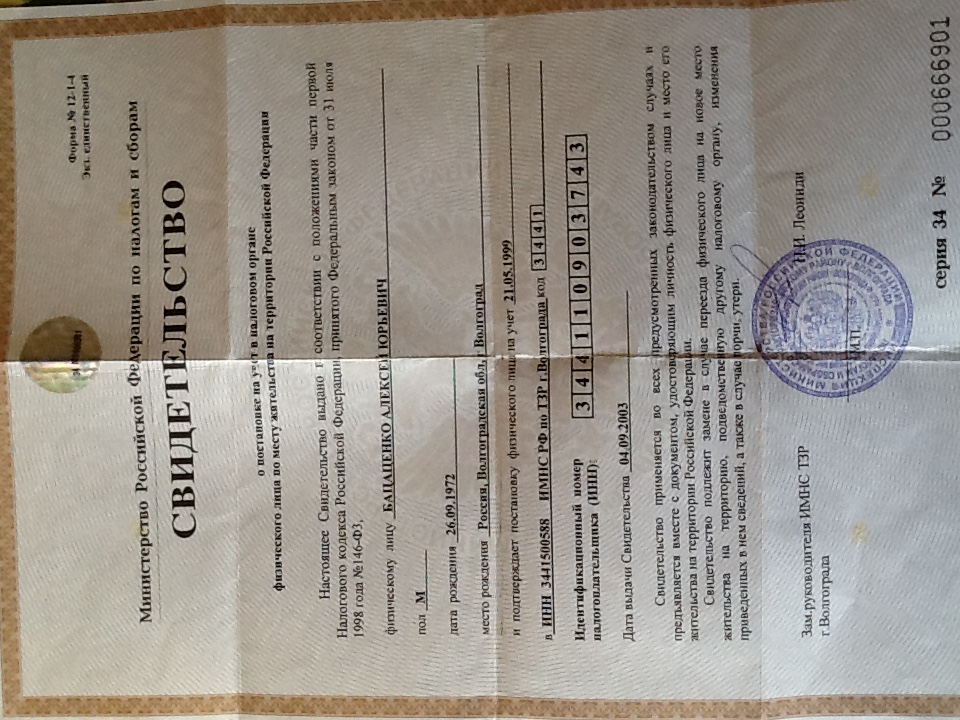 Форма № 12-1-4
Экз. единственный
Министерство Российской Федерации по налогам и сборам
СВИДЕТЕЛЬСТВО
о постановке на учет в налоговом органе
физического лица по месту жительства на территории Российской Федерации
Настоящее Свидетельство выдано в соответствии с положениями части первой
Налогового кодекса Российской Федерации, принятого Федеральным законом от 31 июля
1998 года №146-ФЗ,
физическому лицу БАЦАЦЕНКО АЛЕКСЕЙ ЮРЬЕВИЧ
пол М
дата рождения 26.09.1972
место рождения Россия, Волгоградская обл, г Волгоград
и подтверждает постановку физического лица на учет 21.05.1999
в ИНН 3441500588 ИМНС РФ по ТЗР г.Волгограда код 3441
Идентификационный номер
налогоплательщика (ИНН): 344110903743
Дата выдачи Свидетельства 04.09.2003
Свидетельство применяется во всех предусмотренных законодательством случаях и
предъявляется вместе с документом, удостоверяющим личность физического лица и место его
жительства на территории Российской Федерации.
Свидетельство подлежит замене в случае переезда физического лица на новое место
жительства на территорию, подведомственную другому налоговому органу, изменения
приведенных в нем сведений, а также в случае порчи, утери.
Зам.руководителя ИМНС ТЗР
г.Волгограда
Н.И. Леониди
серия 34 № 000666901